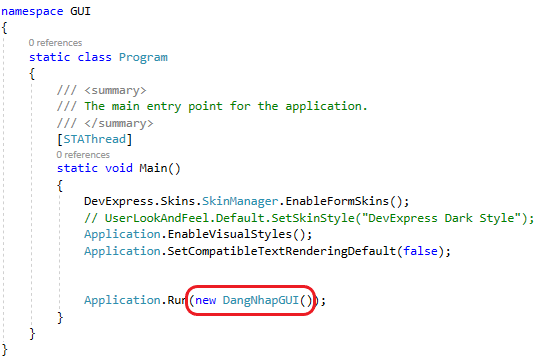 namespace GUI
{
0 references
static class Program
{
/// <summary>
/// The main entry point for the application.
/// </summary>
[STAThread]
0 references
static void Main()
{
DevExpress.Skins.SkinManager.EnableFormSkins();
// UserLookAndFeel.Default.SetSkinStyle("DevExpress Dark Style");
Application.EnableVisualStyles();
Application.SetCompatibleTextRenderingDefault(false);
Application.Run(new DangNhapGUI());
}
}
}